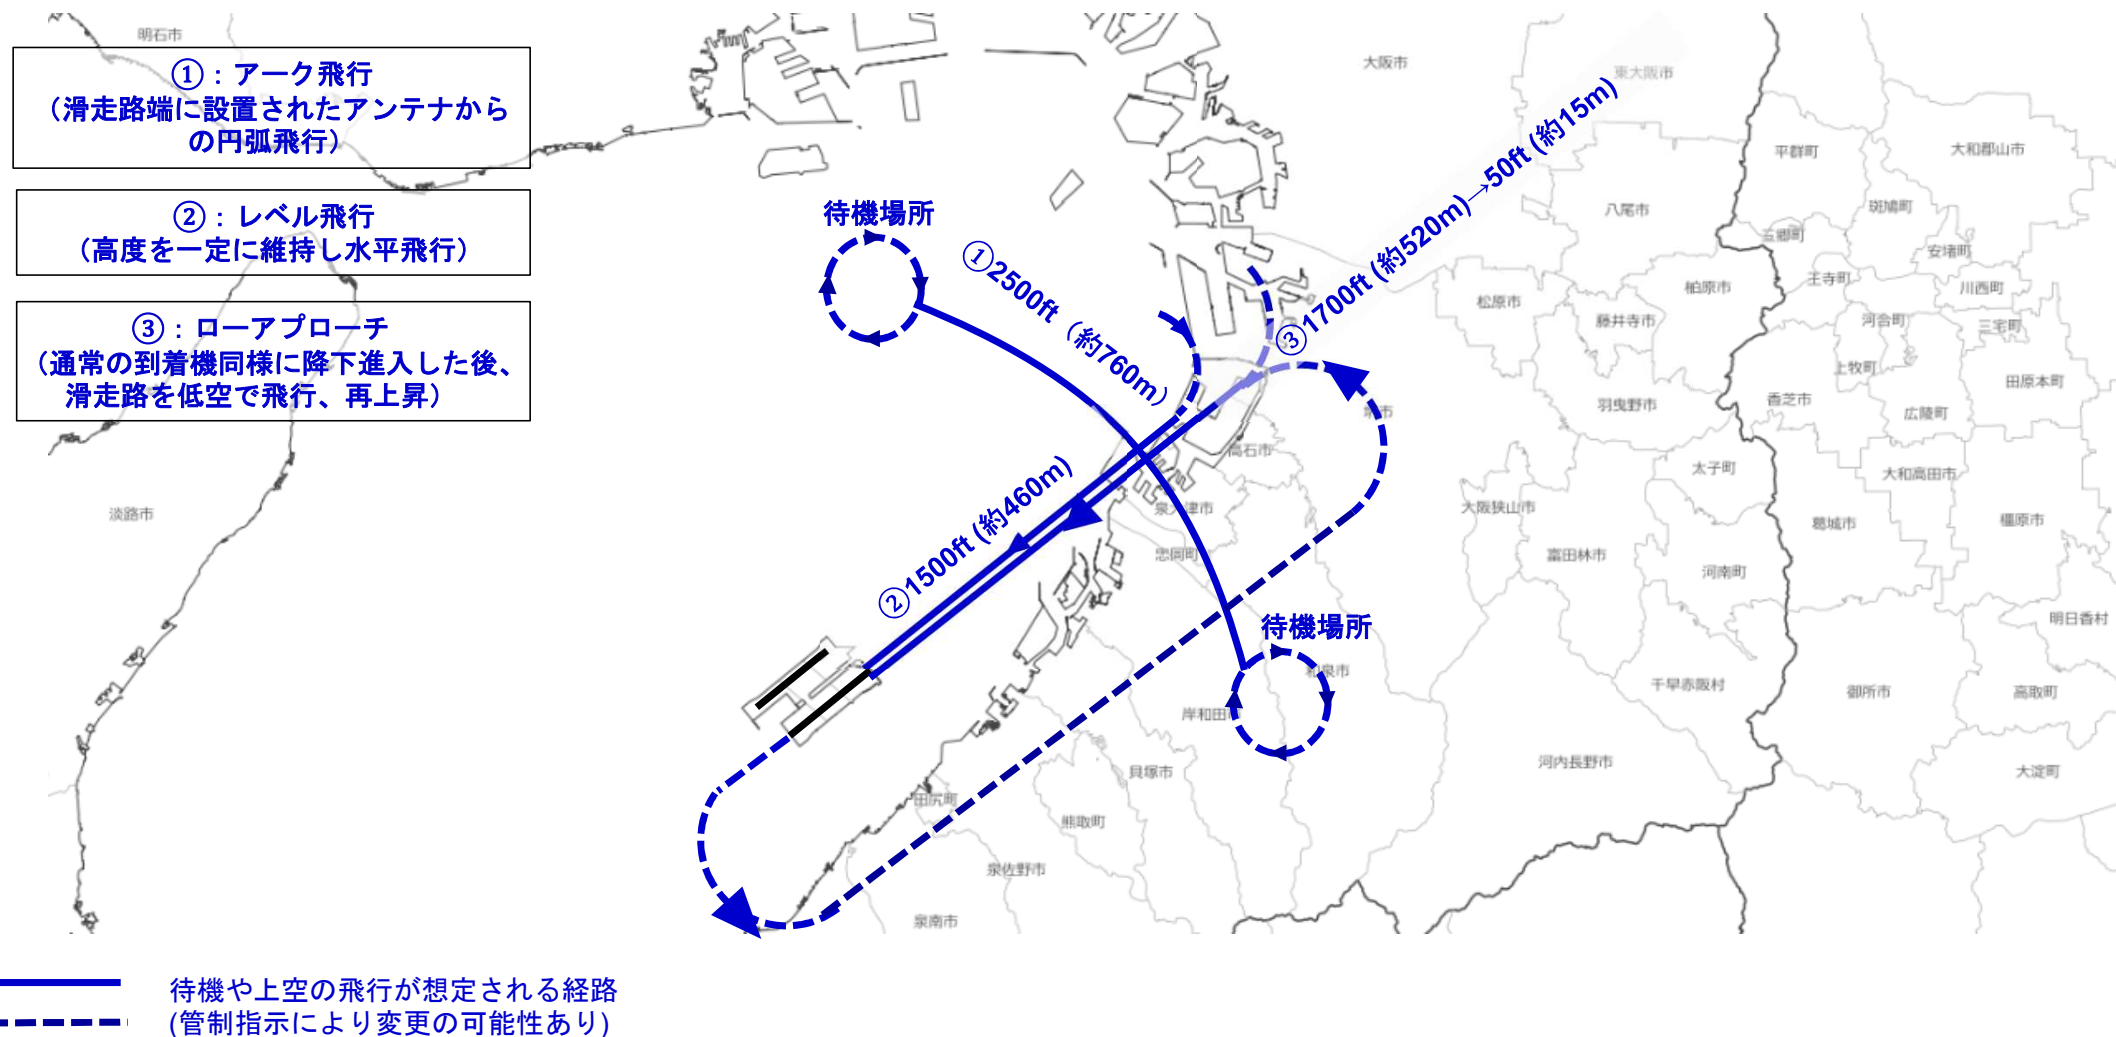 明石市
①：アーク飛行
（滑走路端に設置されたアンテナから
の円弧飛行）
②：レベル飛行
（高度を一定に維持し水平飛行）
③：ローアプローチ
（通常の到着機同様に降下進入した後、
滑走路を低空で飛行、再上昇）
淡路市
待機場所
①2500ft（約760m）
②1500ft (約460m)
③1700ft (約520m)→50ft (約15m)
待機場所
大阪市
東大阪市
八尾市
平群町
大和郡山市
斑鳩町
三郷町
安堵町
王寺町
川西町
松原市
藤井寺市
柏原市
河合町
三宅町
上牧町
田原本町
堺市
羽曳野市
香芝市
広陵町
高石市
太子町
大和高田市
泉大津市
大阪狭山市
葛城市
橿原市
忠岡町
富田林市
河南町
明日香村
和泉市
千早赤阪村
御所市
高取町
岸和田市
河内長野市
大淀町
貝塚市
田尻町
熊取町
泉佐野市
泉南市
待機や上空の飛行が想定される経路
(管制指示により変更の可能性あり)